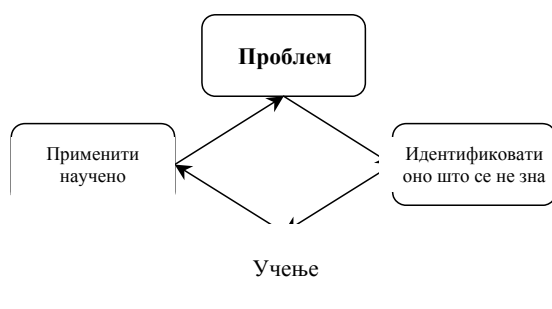 Проблем
Применити
научено
Идентификовати
оно што се не зна
Учење